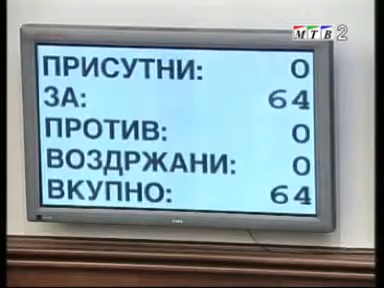 МТВ 2
ПРИСУТНИ: 0
ЗА: 64
ПРОТИВ: 0
ВОЗДРЖАНИ: 0
ВКУПНО: 64